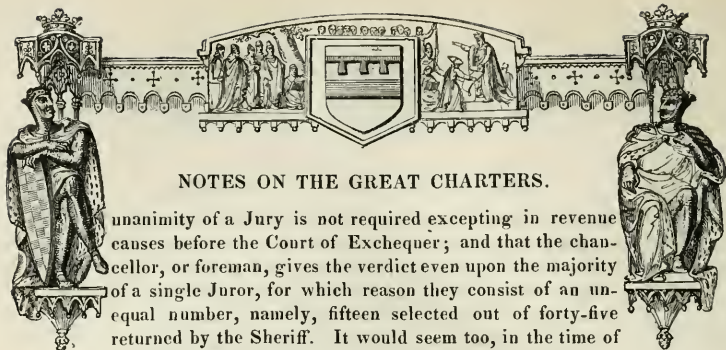 NOTES ON THE GREAT CHARTERS.
unanimity of a Jury is not required excepting in revenue
causes before the Court of Exchequer; and that the chan-
cellor, or foreman, gives the verdict even upon the majority
of a single Juror, for which reason they consist of an un-
equal number, namely, fifteen selected out of forty-five
returned by the Sheriff. It would seem too, in the time of